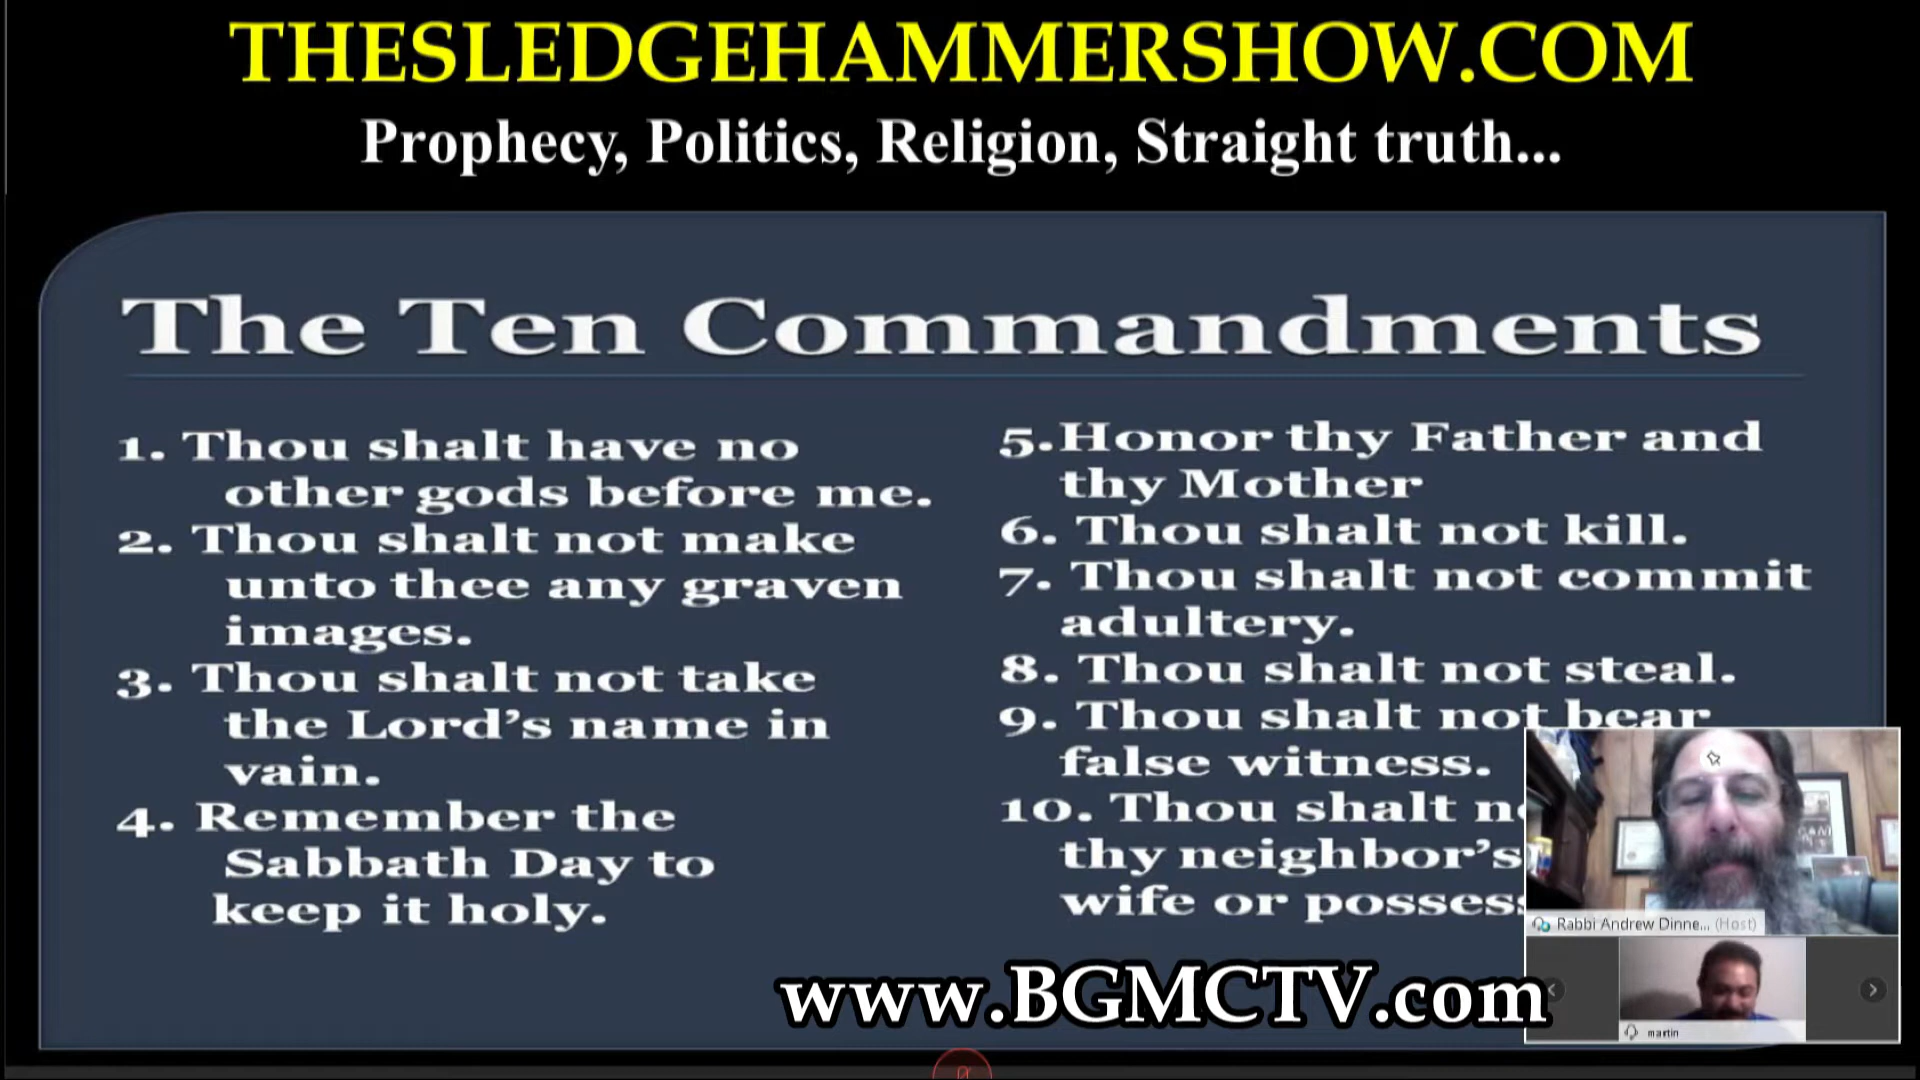 THESLEDGEHAMMERSHOW.COM
Prophecy, Politics, Religion, Straight truth...
The Ten Commandments
1. Thou shalt have no
other gods before me.
2. Thou shalt not make
unto thee any graven
images.
3. Thou shalt not take
the Lord's name in
vain.
4. Remember the
Sabbath Day to
keep it holy.
5.Honor thy Father and
thy Mother
6. Thou shalt not kill.
7. Thou shalt not commit
adultery.
8. Thou shalt not steal.
9. Thou shalt not bear
false witness.
10. Thou shalt
thy neighbor's
wife or
Rabbi Andrew Dinne... (Host)
www.BGMCTV.com
martin